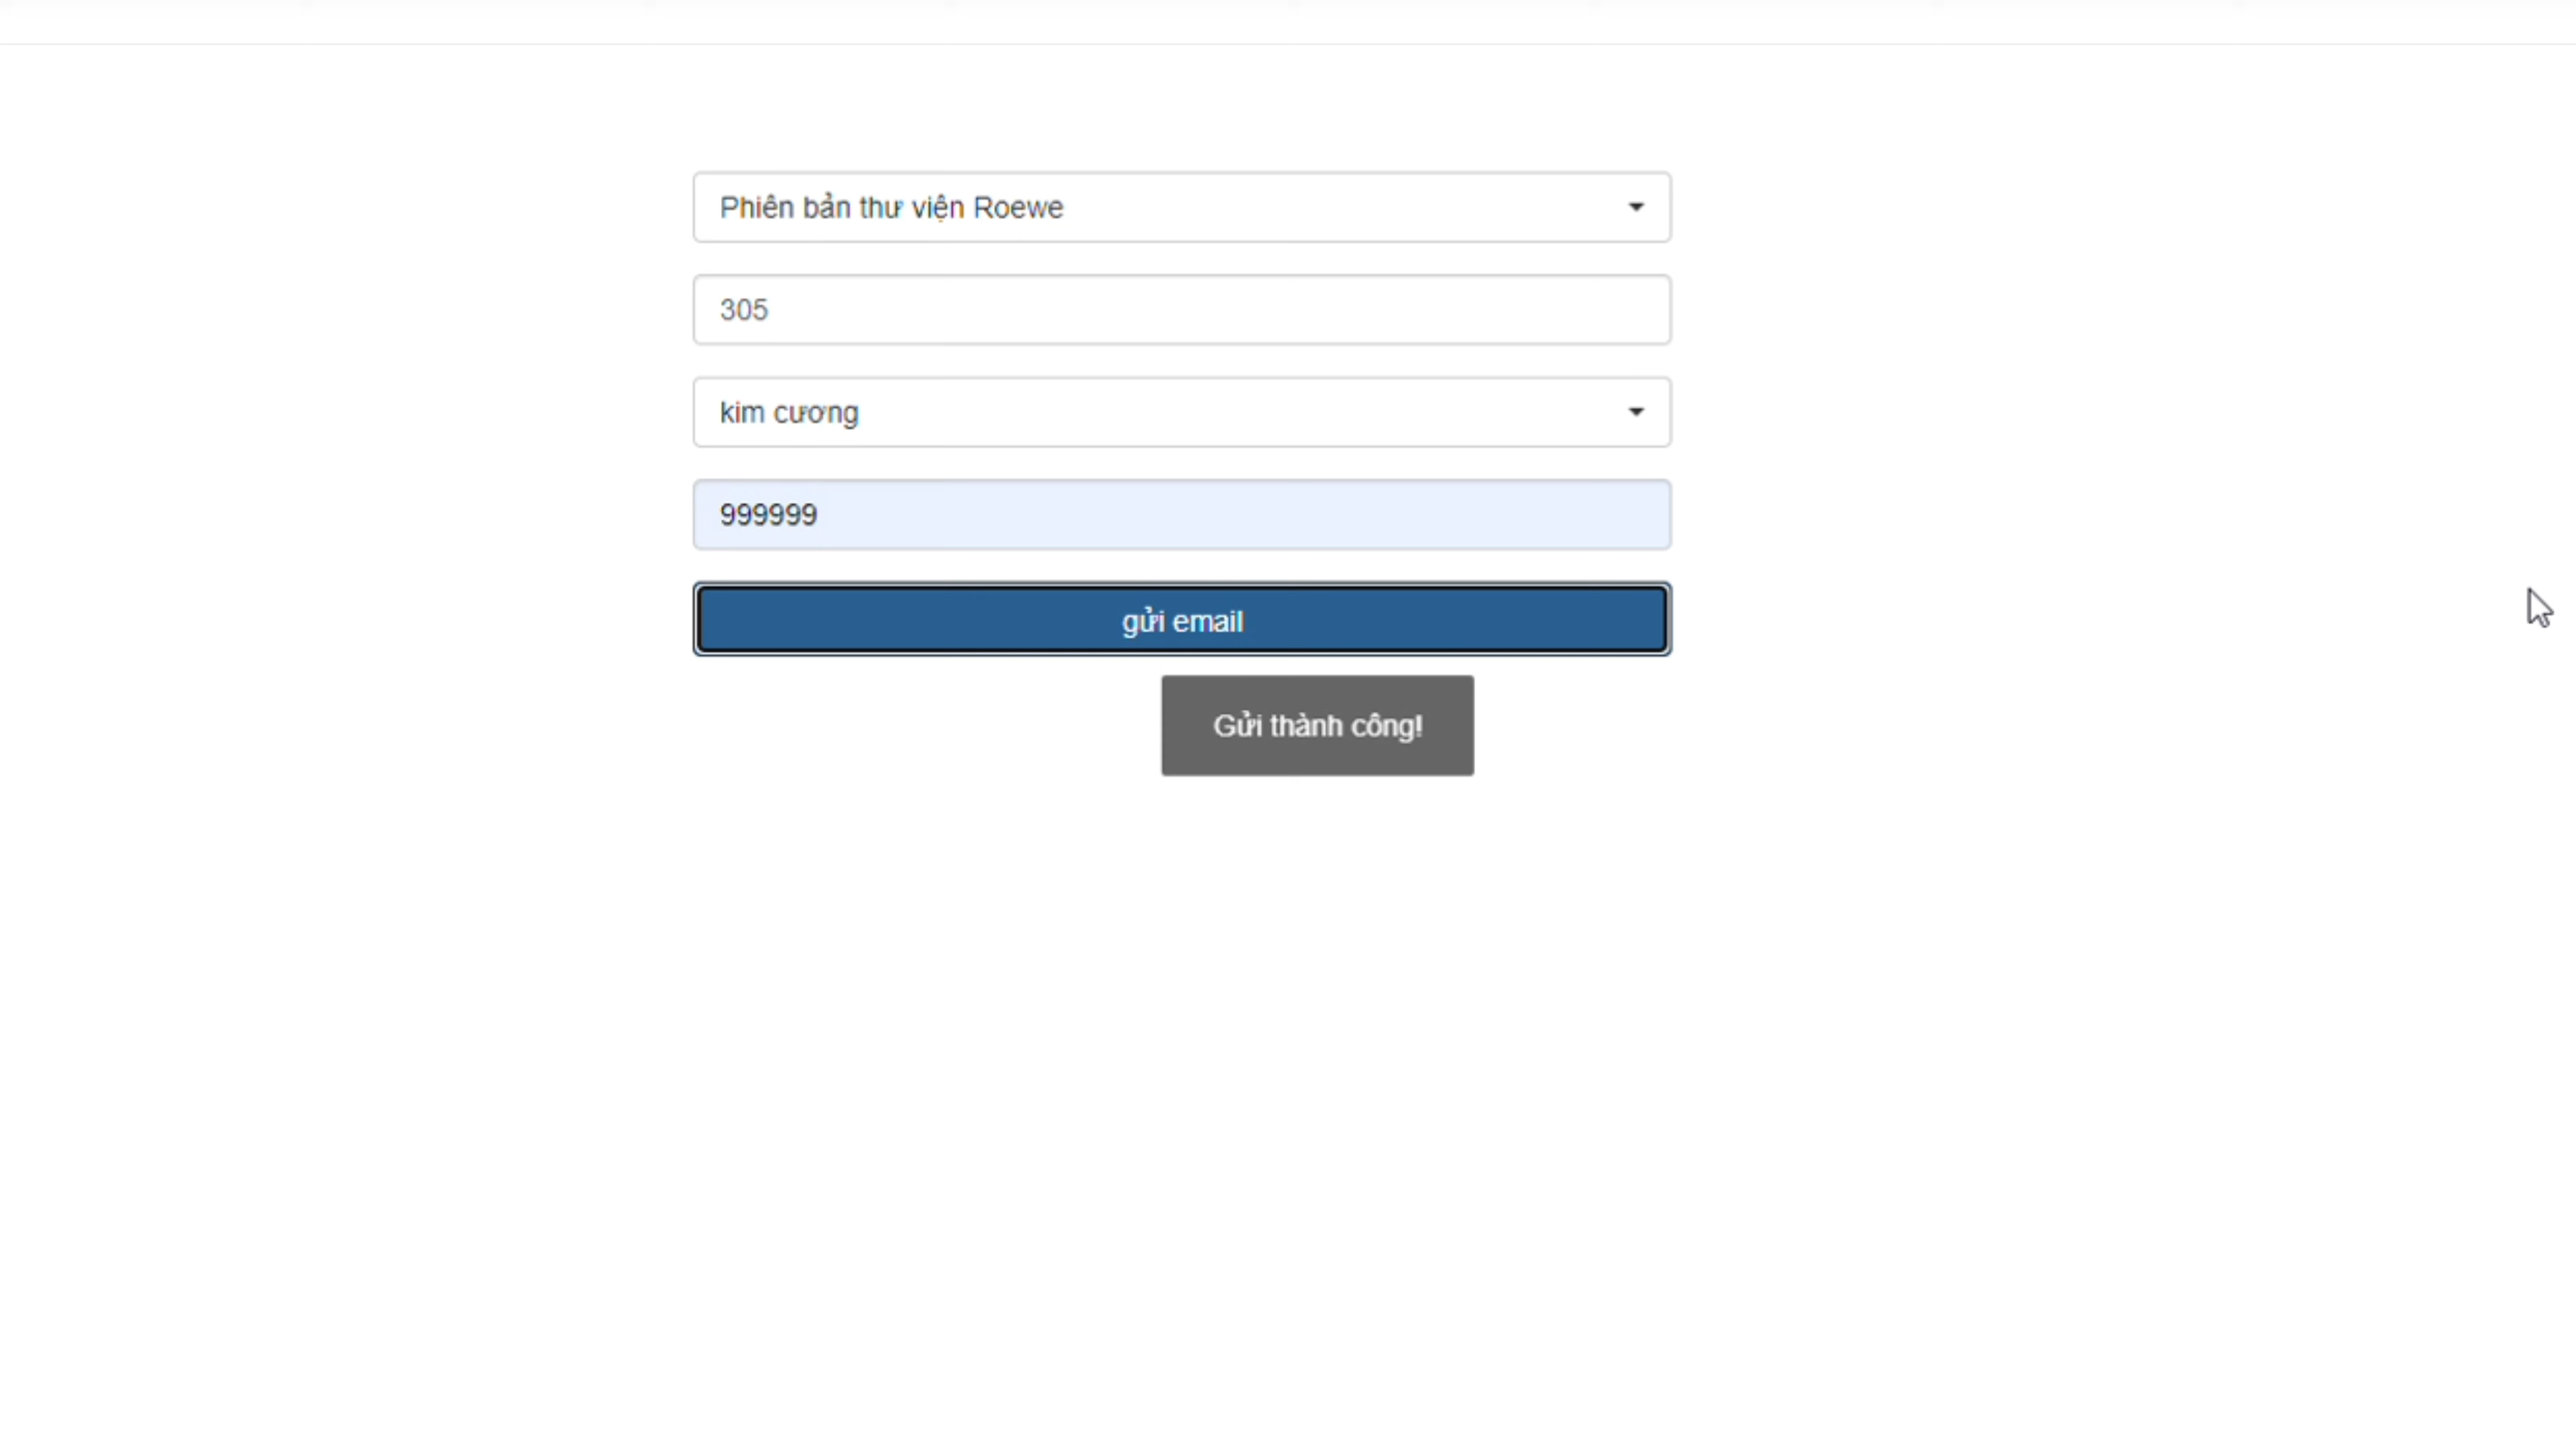 Phiên bản thư viện Roewe
305
kim cương
999999
gửi email
Gửi thành công!